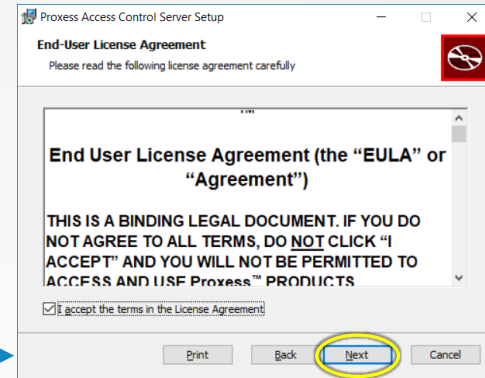 Proxess Access Control Server Setup
End-User License Agreement
Please read the following license agreement carefully
End User License Agreement (the “EULA” or
“Agreement”)
THIS IS A BINDING LEGAL DOCUMENT. IF YOU DO
NOT AGREE TO ALL TERMS, DO NOT CLICK “I
ACCEPT” AND YOU WILL NOT BE PERMITTED TO
ACCESS AND USE Proxess™ PRODUCTS
I accept the terms in the License Agreement
Print Back Next Cancel